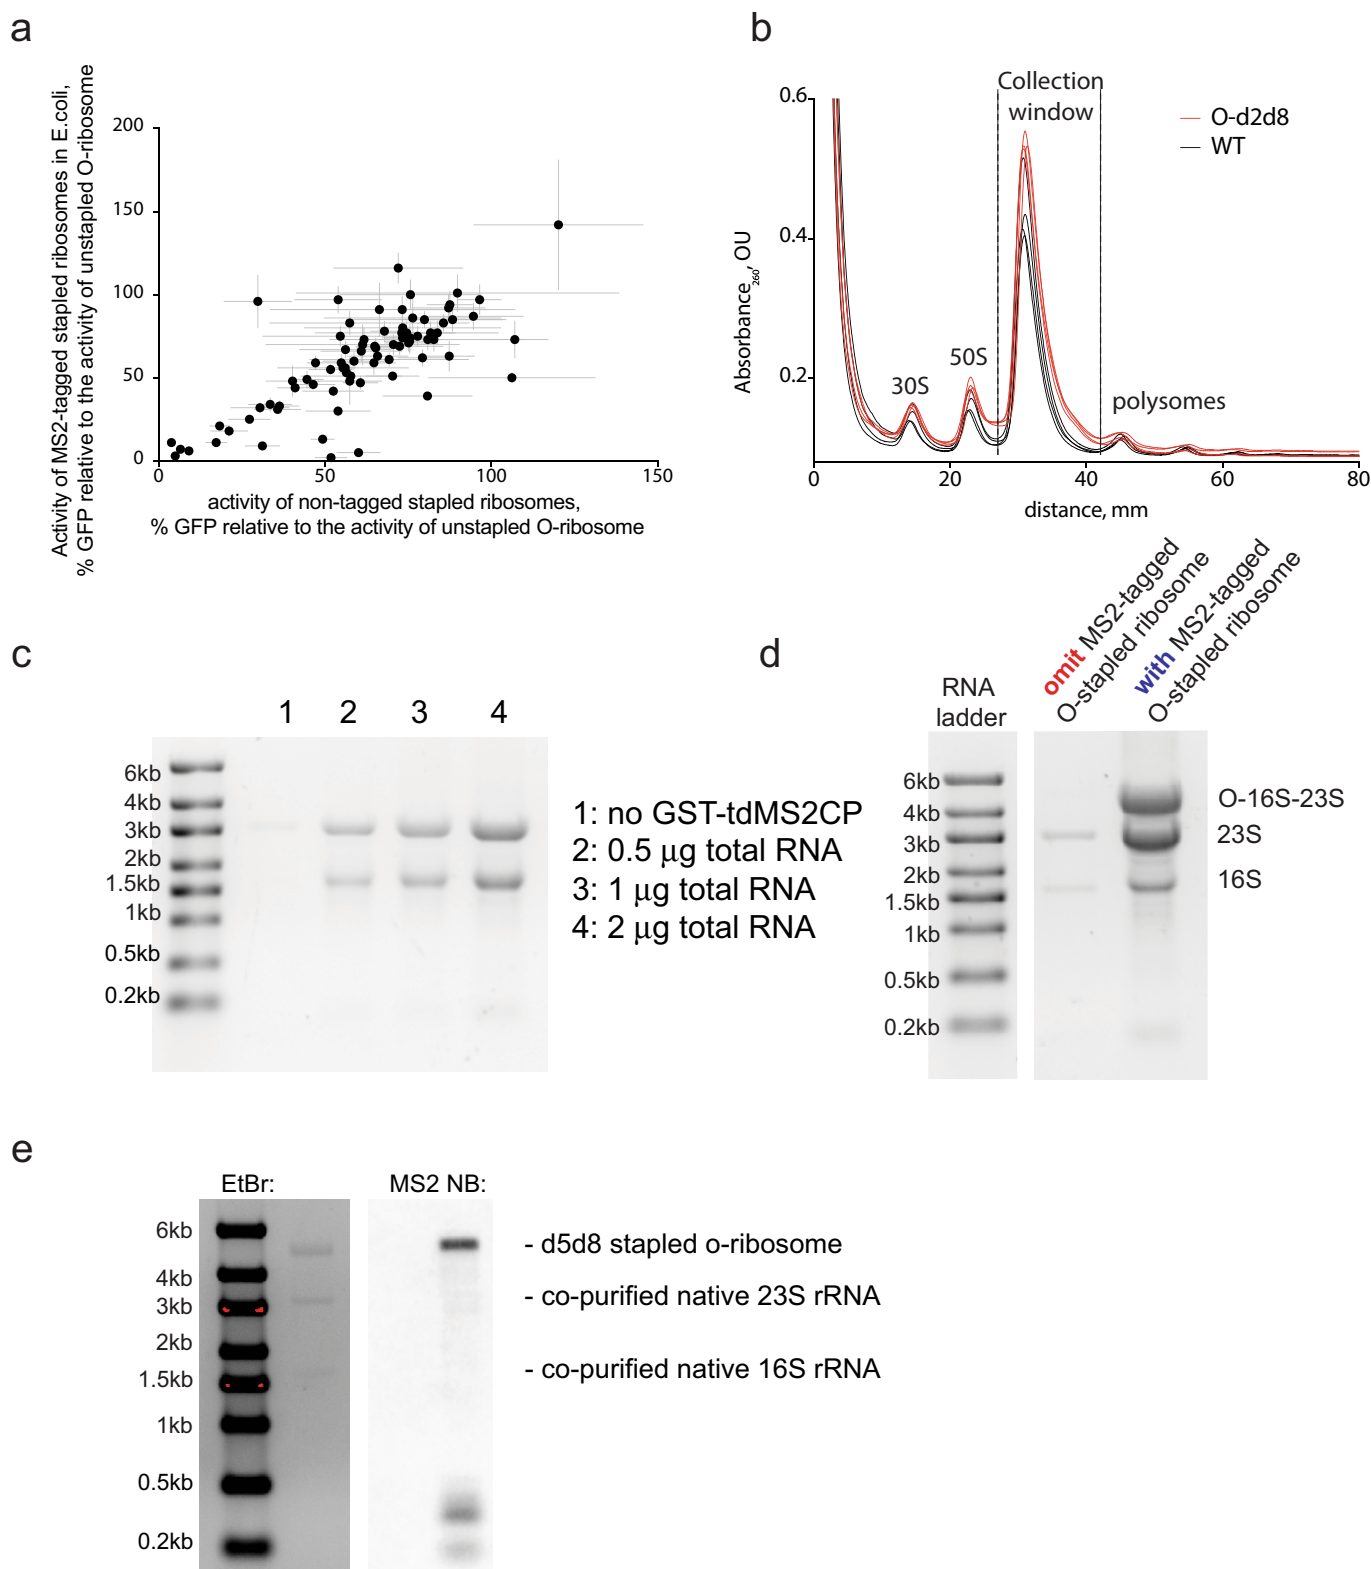 a
Activity of MS2-tagged stapled ribosomes in E.coli,
% GFP relative to the activity of unstapled O-ribosome
200
150
100
50
0
0
50
100
150
activity of non-tagged stapled ribosomes,
% GFP relative to the activity of unstapled O-ribosome
b
Absorbance260, OU
0.6
0.4
0.2
Collection
window
O-d2d8
WT
30S
50S
polysomes
0
20
40
60
80
distance, mm
c
1
2
3
4
6kb
4kb
3kb
2kb
1.5kb
1kb
0.5kb
0.2kb
1: no GST-tdMS2CP
2: 0.5 μg total RNA
3: 1 μg total RNA
4: 2 μg total RNA
d
RNA
ladder
omit MS2-tagged
O-stapled ribosome
with MS2-tagged
O-stapled ribosome
6kb
4kb
3kb
2kb
1.5kb
1kb
0.5kb
0.2kb
O-16S-23S
23S
16S
e
EtBr:
MS2 NB:
6kb
4kb
3kb
2kb
1.5kb
1kb
0.5kb
0.2kb
- d5d8 stapled o-ribosome
- co-purified native 23S rRNA
- co-purified native 16S rRNA